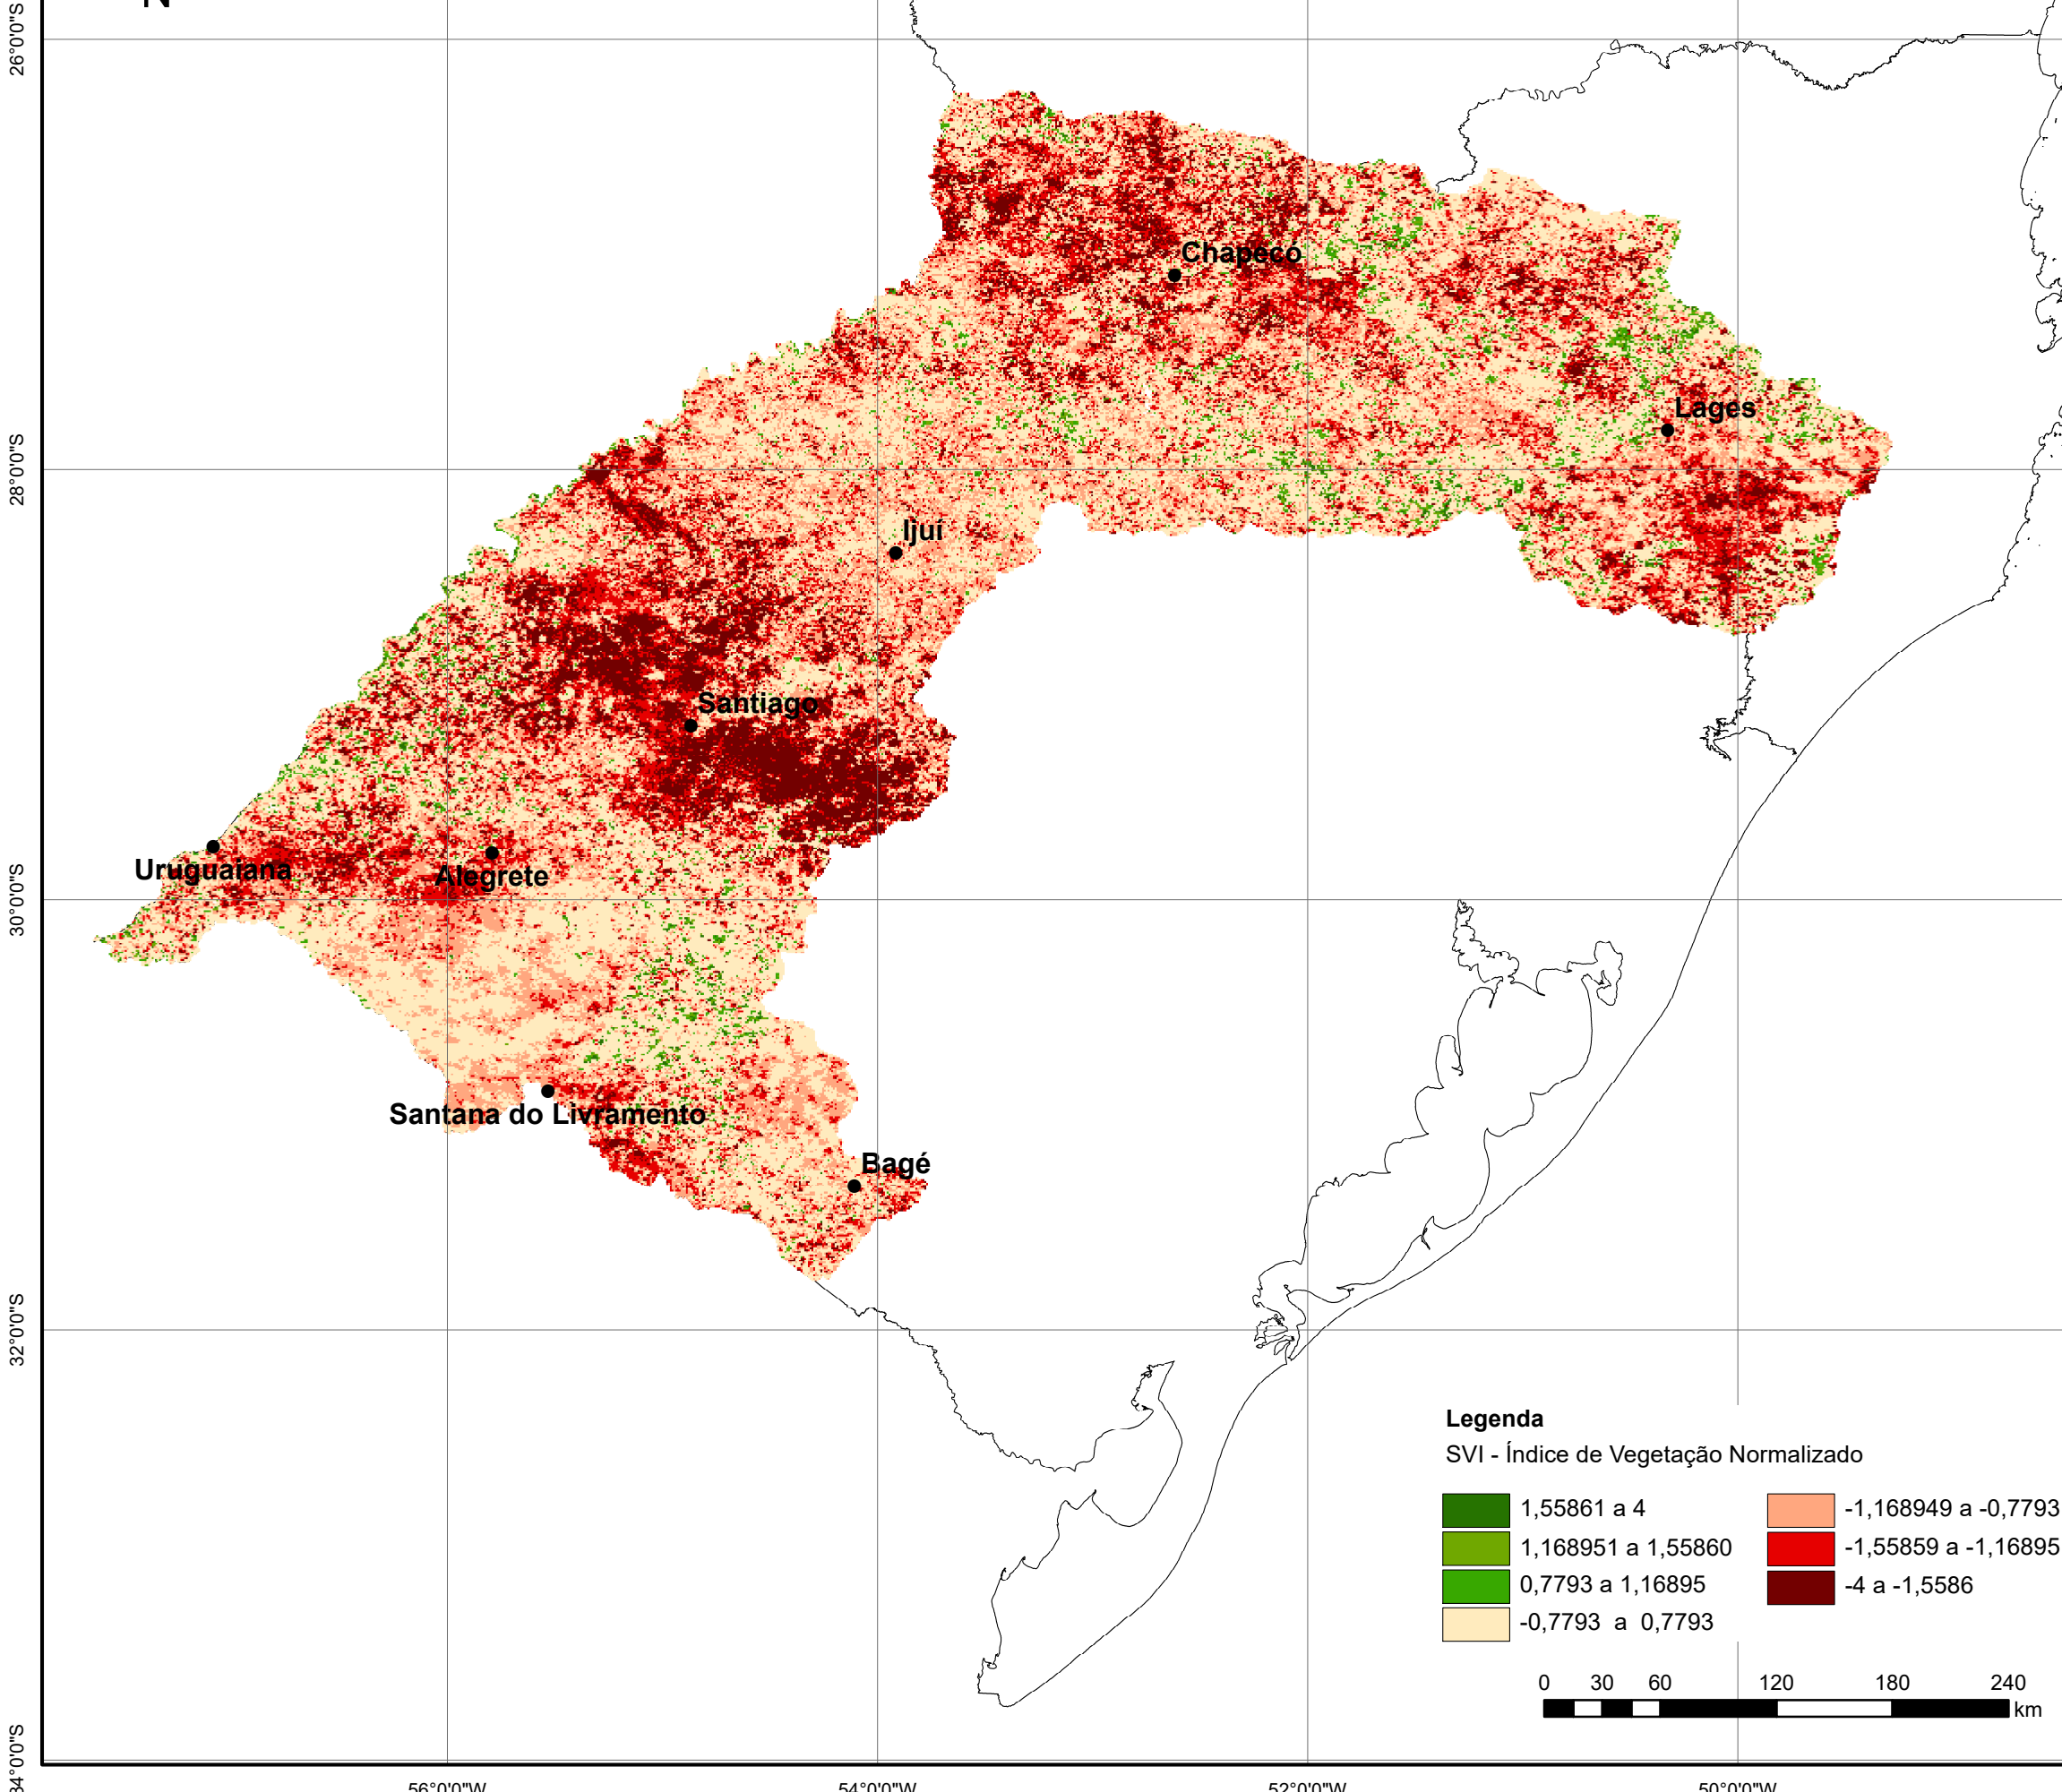 N
26°0'0"S
28°0'0"S
30°0'0"S
32°0'0"S
34°0'0"S
Chapecó
Lages
Ijuí
Santiago
Uruguaiana
Alegrete
Santana do Livramento
Bagé
Legenda
SVI - Índice de Vegetação Normalizado
1,55861 a 4
1,168951 a 1,55860
0,7793 a 1,16895
-0,7793 a 0,7793
-1,168949 a -0,7793
-1,55859 a -1,16895
-4 a -1,5586
0 30 60 120 180 240
km
56°0'0"W 54°0'0"W 52°0'0"W 50°0'0"W